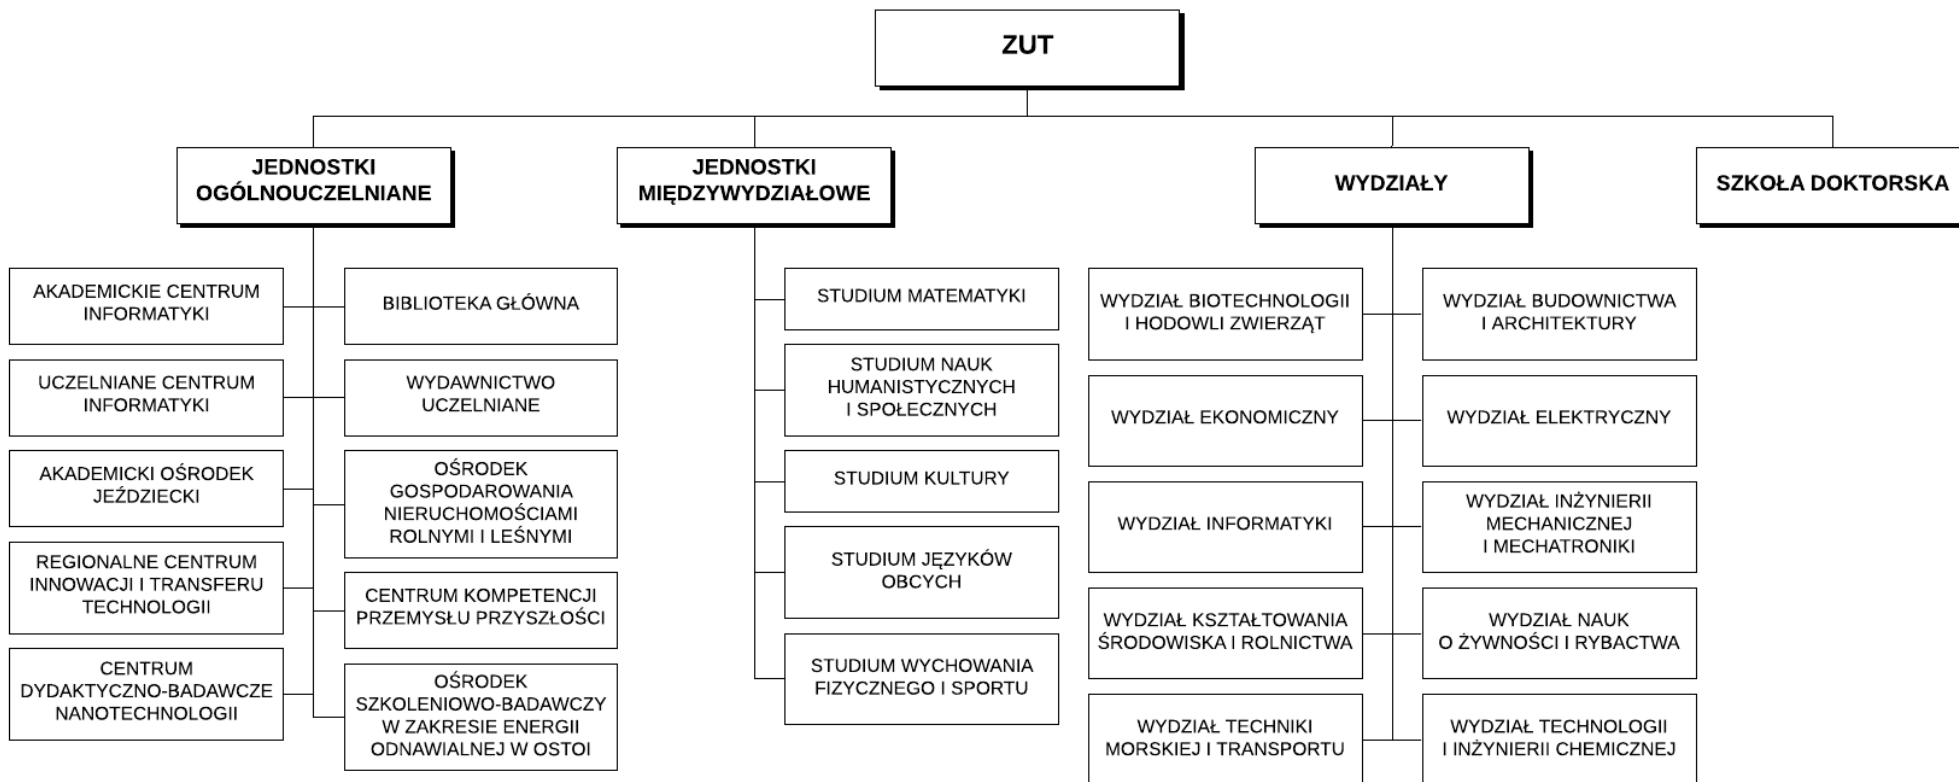 ZUT
JEDNOSTKI
OGÓLNOUCZELNIANE
JEDNOSTKI
MIĘDZYWYDZIAŁOWE
WYDZIAŁY
SZKOŁA DOKTORSKA
AKADEMICKIE CENTRUM
INFORMATYKI
BIBLIOTEKA GŁÓWNA
UCZELNIANE CENTRUM
INFORMATYKI
WYDAWNICTWO
UCZELNIANE
AKADEMICKI OŚRODEK
JEŹDZIECKI
OŚRODEK
GOSPODAROWANIA
NIERUCHOMOŚCIAMI
ROLNYMI I LEŚNYMI
REGIONALNE CENTRUM
INNOWACJI I TRANSFERU
TECHNOLOGII
CENTRUM KOMPETENCJI
PRZEMYSŁU PRZYSZŁOŚCI
CENTRUM
DYDAKTYCZNO-BADAWCZE
NANOTECHNOLOGII
OŚRODEK
SZKOLENIOWO-BADAWCZY
W ZAKRESIE ENERGII
ODNAWIALNEJ W OSTOI
STUDIUM MATEMATYKI
STUDIUM NAUK
HUMANISTYCZNYCH
I SPOŁECZNYCH
STUDIUM KULTURY
STUDIUM JĘZYKÓW
OBCYCH
STUDIUM WYCHOWANIA
FIZYCZNEGO I SPORTU
WYDZIAŁ BIOTECHNOLOGII
I HODOWLI ZWIERZĄT
WYDZIAŁ BUDOWNICTWA
I ARCHITEKTURY
WYDZIAŁ EKONOMICZNY
WYDZIAŁ ELEKTRYCZNY
WYDZIAŁ INFORMATYKI
WYDZIAŁ INŻYNIERII
MECHANICZNEJ
I MECHATRONIKI
WYDZIAŁ KSZTAŁTOWANIA
ŚRODOWISKA I ROLNICTWA
WYDZIAŁ NAUK
O ŻYWNOŚCI I RYBACTWA
WYDZIAŁ TECHNIKI
MORSKIEJ I TRANSPORTU
WYDZIAŁ TECHNOLOGII
I INŻYNIERII CHEMICZNEJ